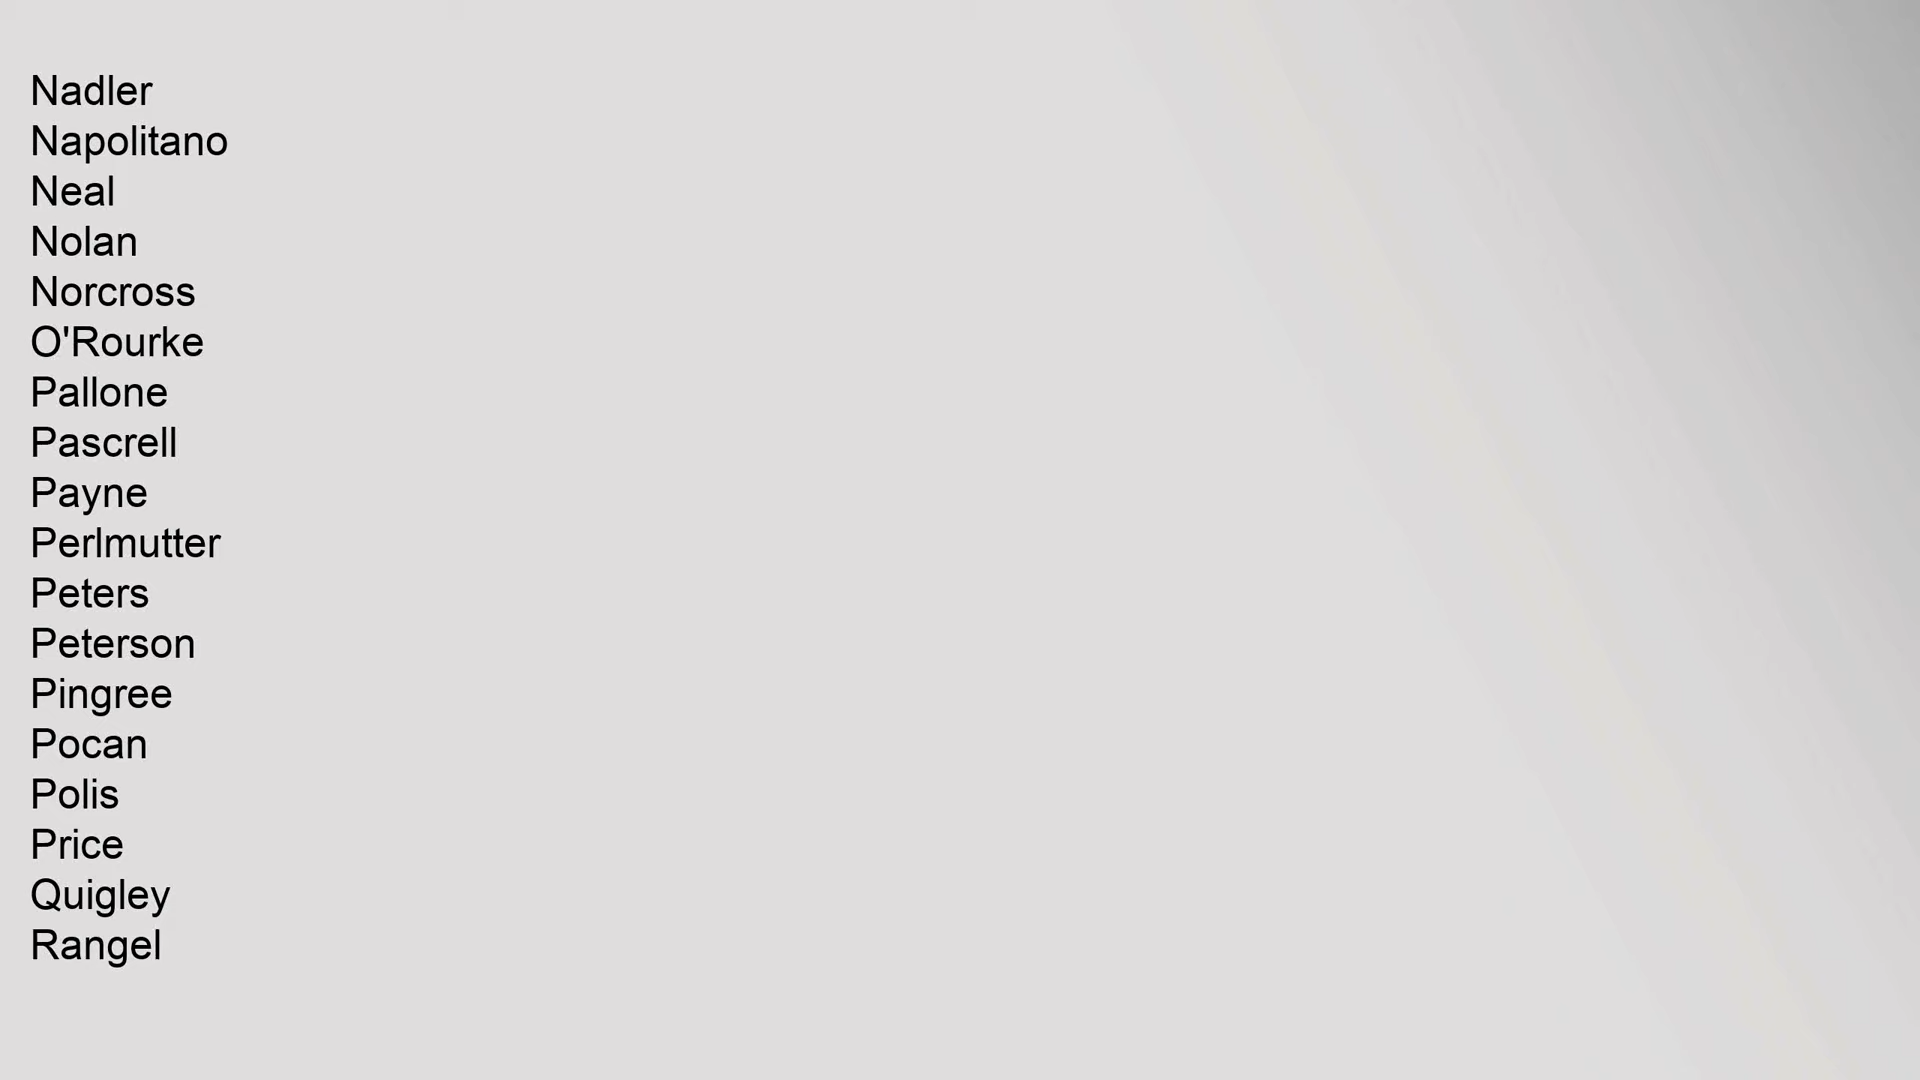 Nadler
Napolitano
Neal
Nolan
Norcross
O'Rourke
Pallone
Pascrell
Payne
Perlmutter
Peters
Peterson
Pingree
Pocan
Polis
Price
Quigley
Rangel